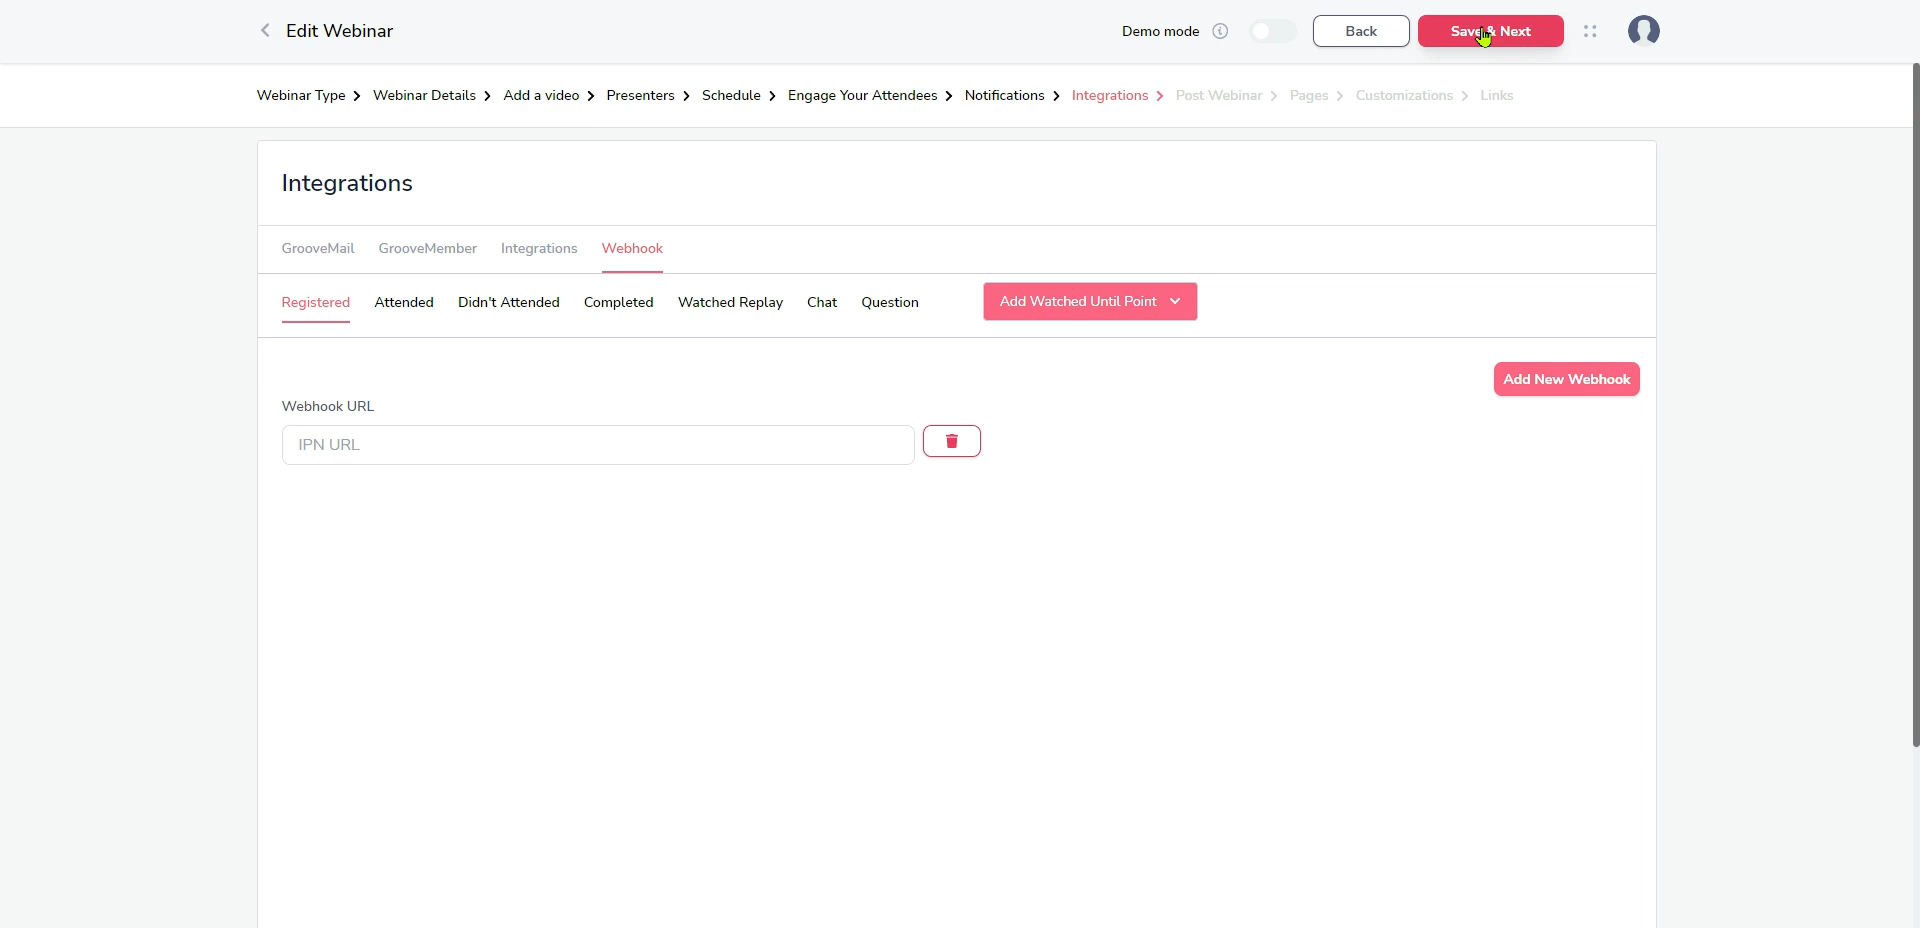 Edit Webinar
Demo mode
Back
Save & Next
Webinar Type
Webinar Details
Add a video
Presenters
Schedule
Engage Your Attendees
Notifications
Integrations
Post Webinar
Pages
Customizations
Links
Integrations
GrooveMail
GrooveMember
Integrations
Webhook
Registered
Attended
Didn't Attended
Completed
Watched Replay
Chat
Question
Add Watched Until Point
Add New Webhook
Webhook URL
IPN URL